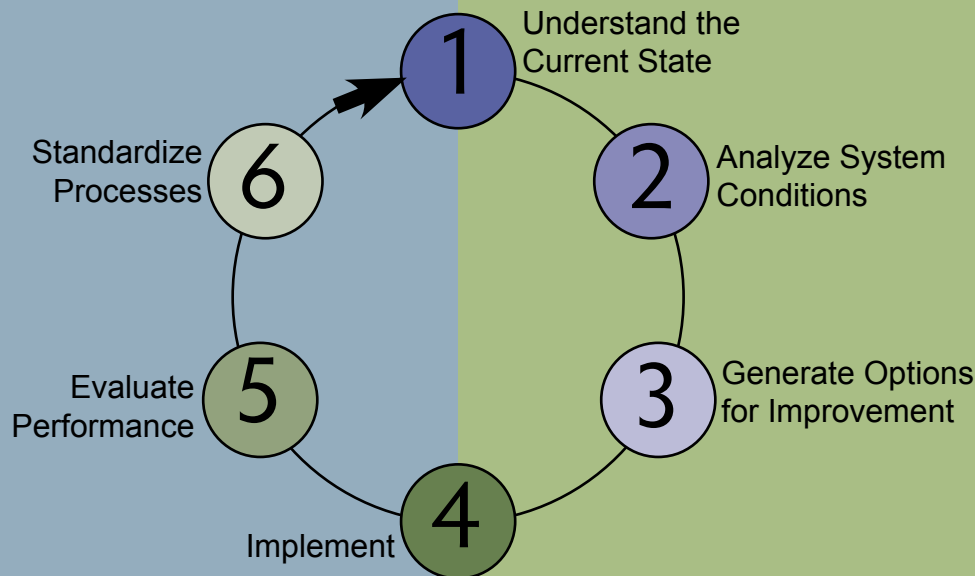 1
Understand the
Current State
2
Analyze System
Conditions
3
Generate Options
for Improvement
4
Implement
5
Evaluate
Performance
6
Standardize
Processes